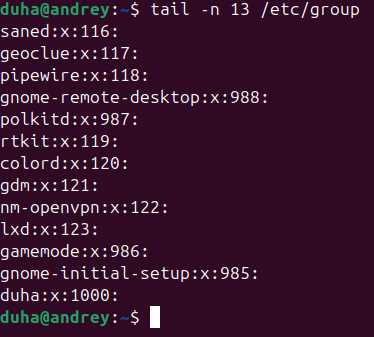 duha@andrey:~$ tail -n 13 /etc/group
saned:x:116:
geoclue:x:117:
pipewire:x:118:
gnome-remote-desktop:x:988:
polkitd:x:987:
rtkit:x:119:
colord:x:120:
gdm:x:121:
nm-openvpn:x:122:
lxd:x:123:
gamemode:x:986:
gnome-initial-setup:x:985:
duha:x:1000:
duha@andrey:~$